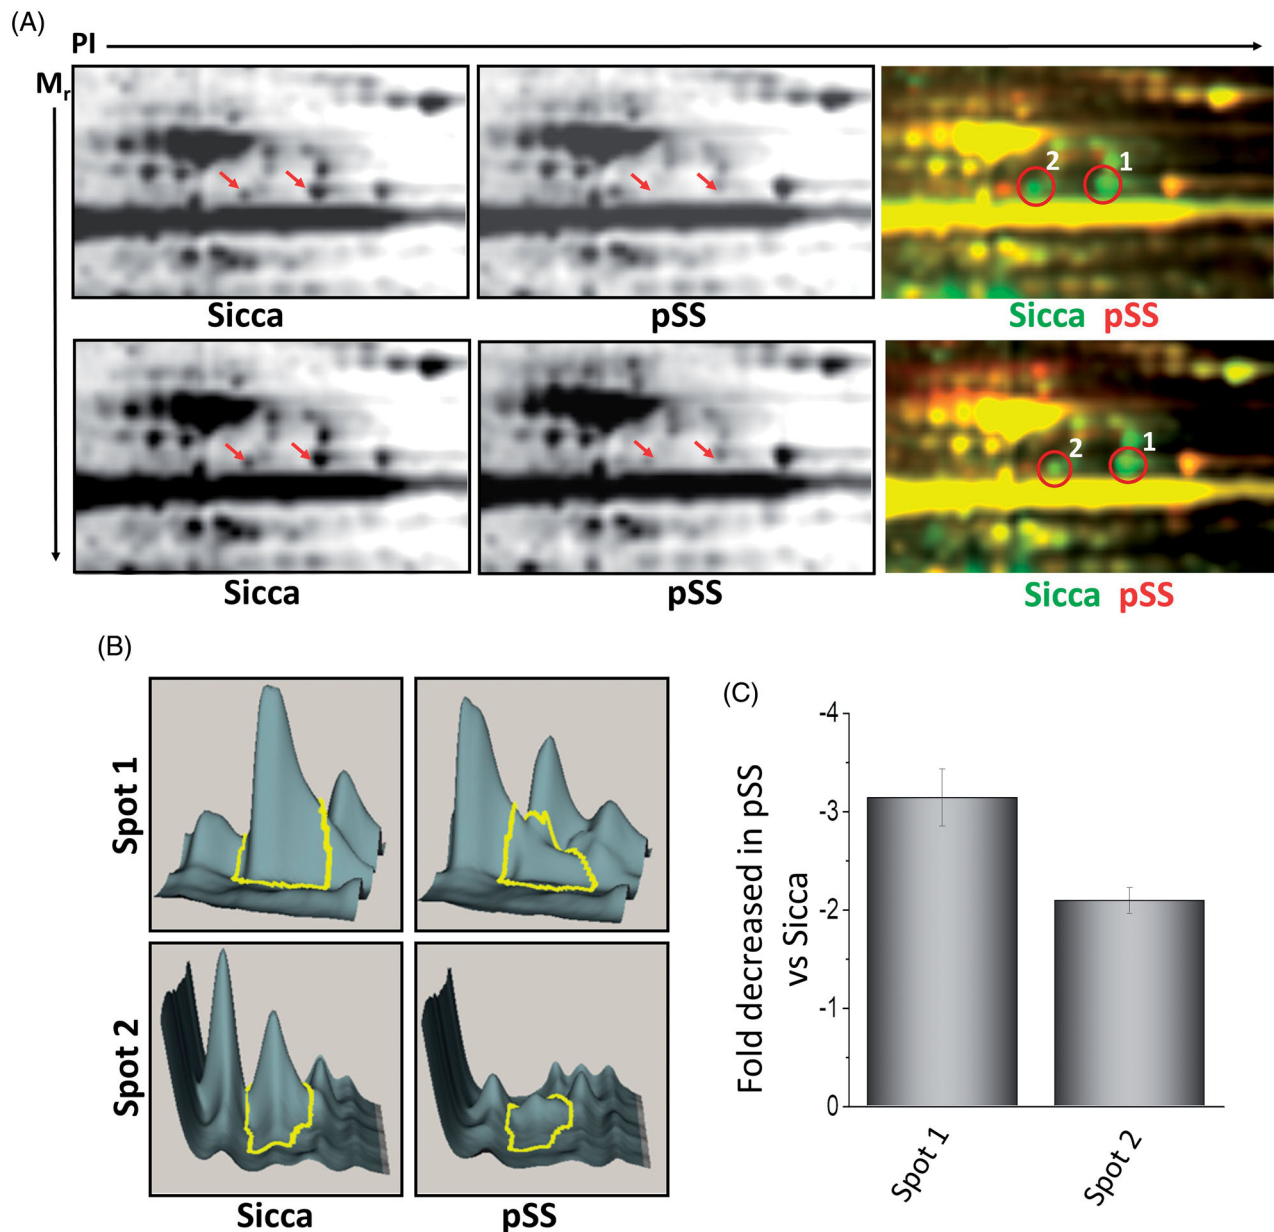 (A)
PI
Mr
2 1
Sicca pSS Sicca pSS
2 1
Sicca pSS Sicca pSS
(B)
Spot 1
Spot 2
Sicca pSS
(C)
Fold decreased in pSS
vs Sicca
-4
-3
-2
-1
0
Spot 1
Spot 2